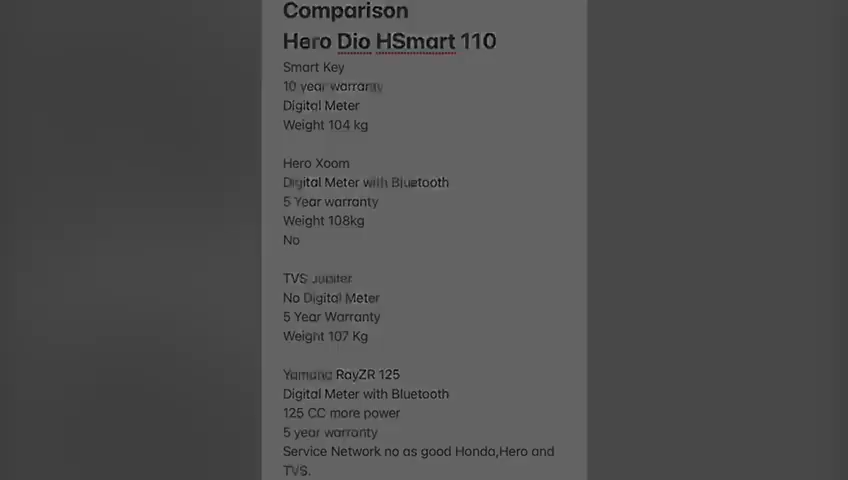 Comparison
Hero Dio HSmart 110
Smart Key
10 year warranty
Digital Meter
Weight 104 kg
Hero Xoom
Digital Meter with Bluetooth
5 Year warranty
Weight 108kg
No
TVS Jupiter
No Digital Meter
5 Year Warranty
Weight 107 Kg
Yamaha RayZR 125
Digital Meter with Bluetooth
125 CC more power
5 year warranty
Service Network no as good Honda,Hero and
TVS.